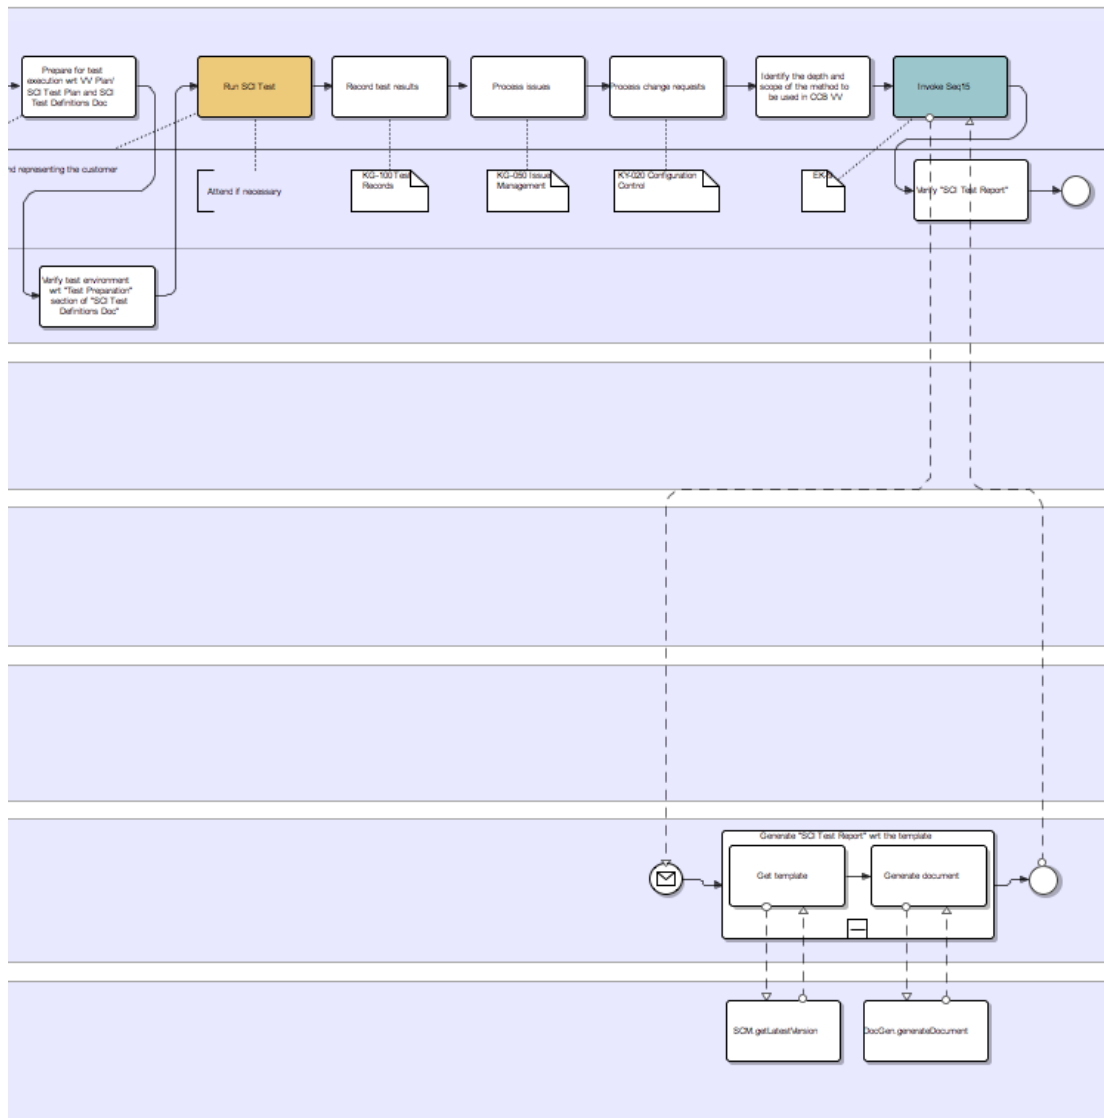 Prepare for test
execution wrt VV Plan/
SCI Test Plan and SCI
Test Definitions Doc
Run SCI Test
Record test results
Process issues
Process change requests
Identify the depth and
scope of the method to
be used in CCB VV
Invoke Seq15
nd representing the customer
Attend if necessary
KG-100 Test
Records
KG-050 Issue
Management
KY-020 Configuration
Control
Verify "SCI Test Report"
Verify test environment
wrt "Test Preparation"
section of "SCI Test
Definitions Doc"
Generate "SCI Test Report" wrt the template
Get template
Generate document
SCM.getLatestVersion
DocGen.generateDocument